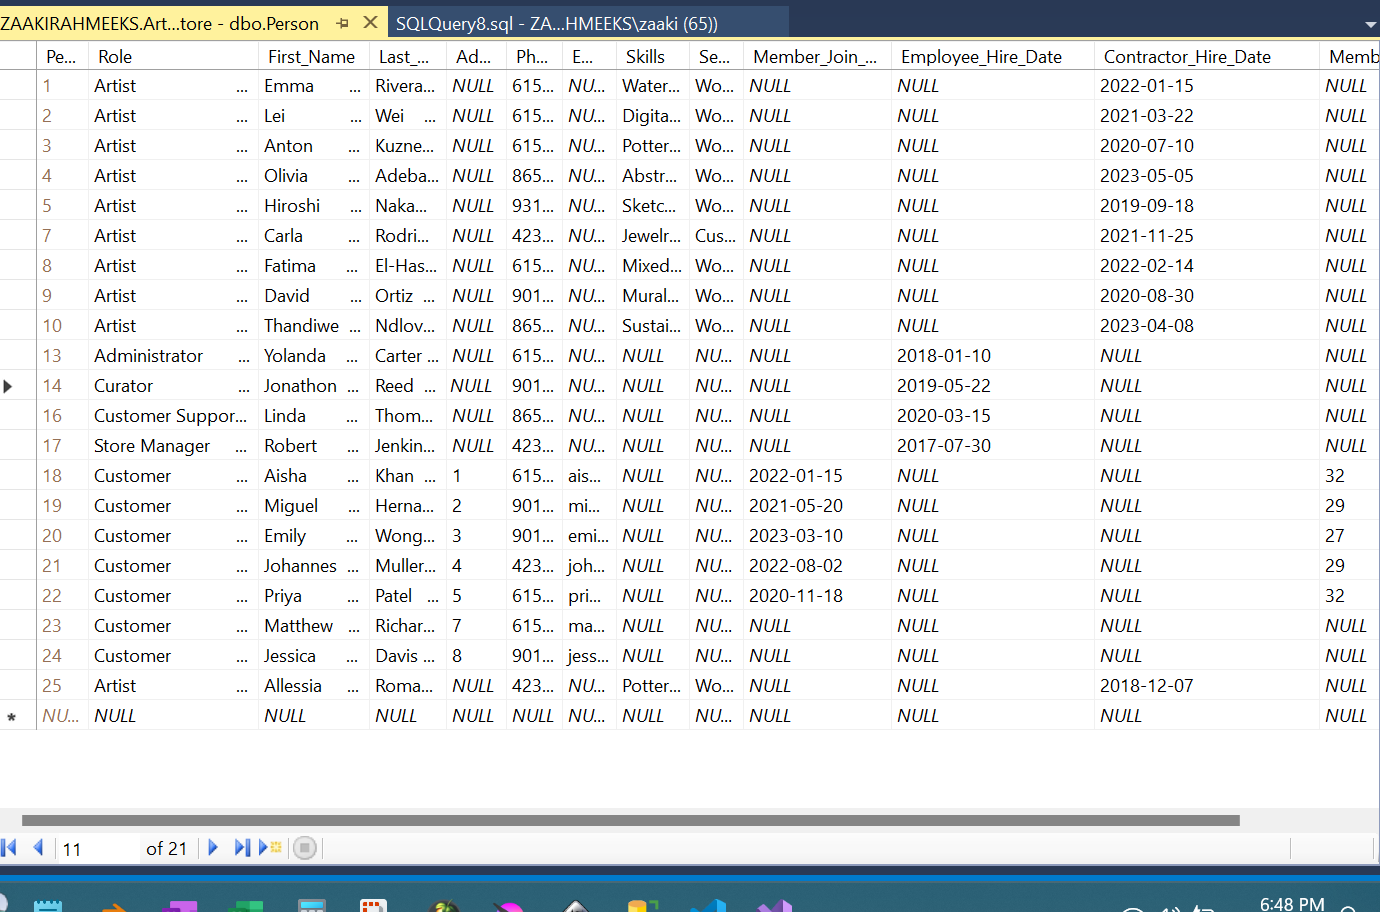 ZAAKIRAHMEEKS.Art...tore - dbo.Person SQLQuery8.sql - ZA...HMEEKS\zaaki (65))
Pe... Role First_Name Last_... Ad... Ph... E... Skills Se... Member_Join_... Employee_Hire_Date Contractor_Hire_Date Memb
1 Artist ... Emma ... Rivera... NULL 615... NU... Water... Wo... NULL NULL 2022-01-15 NULL
2 Artist ... Lei ... Wei ... NULL 615... NU... Digita... Wo... NULL NULL 2021-03-22 NULL
3 Artist ... Anton ... Kuzne... NULL 615... NU... Potter... Wo... NULL NULL 2020-07-10 NULL
4 Artist ... Olivia ... Adeba... NULL 865... NU... Abstr... Wo... NULL NULL 2023-05-05 NULL
5 Artist ... Hiroshi ... Naka... NULL 931... NU... Sketc... Wo... NULL NULL 2019-09-18 NULL
7 Artist ... Carla ... Rodri... NULL 423... NU... Jewelr... Cus... NULL NULL 2021-11-25 NULL
8 Artist ... Fatima ... El-Has... NULL 615... NU... Mixed... Wo... NULL NULL 2022-02-14 NULL
9 Artist ... David ... Ortiz ... NULL 901... NU... Mural... Wo... NULL NULL 2020-08-30 NULL
10 Artist ... Thandiwe ... Ndlov... NULL 865... NU... Sustai... Wo... NULL NULL 2023-04-08 NULL
13 Administrator ... Yolanda ... Carter ... NULL 615... NU... NULL NU... NULL 2018-01-10 NULL NULL
14 Curator ... Jonathon ... Reed ... NULL 901... NU... NULL NU... NULL 2019-05-22 NULL NULL
16 Customer Suppor... Linda ... Thom... NULL 865... NU... NULL NU... NULL 2020-03-15 NULL NULL
17 Store Manager ... Robert ... Jenkin... NULL 423... NU... NULL NU... NULL 2017-07-30 NULL NULL
18 Customer ... Aisha ... Khan ... 1 615... ais... NULL NU... 2022-01-15 NULL NULL 32
19 Customer ... Miguel ... Herna... 2 901... mi... NULL NU... 2021-05-20 NULL NULL 29
20 Customer ... Emily ... Wong... 3 901... emi... NULL NU... 2023-03-10 NULL NULL 27
21 Customer ... Johannes ... Muller... 4 423... joh... NULL NU... 2022-08-02 NULL NULL 29
22 Customer ... Priya ... Patel ... 5 615... pri... NULL NU... 2020-11-18 NULL NULL 32
23 Customer ... Matthew ... Richar... 7 615... ma... NULL NU... NULL NULL NULL NULL
24 Customer ... Jessica ... Davis ... 8 901... jess... NULL NU... NULL NULL NULL NULL
25 Artist ... Allessia ... Roma... NULL 423... NU... Potter... Wo... NULL NULL 2018-12-07 NULL
* NU... NULL NULL NULL NULL NULL NU... NULL NU... NULL NULL NULL NULL
11 of 21
6:48 PM